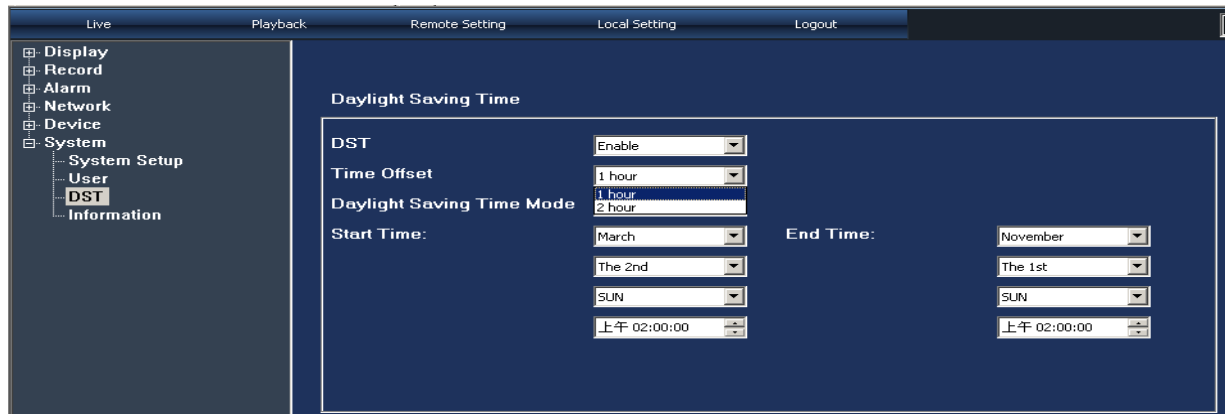 Live Playback Remote Setting Local Setting Logout
Display
Record
Alarm
Network
Device
System
System Setup
User
DST
Information
Daylight Saving Time
DST Enable
Time Offset 1 hour
1 hour
Daylight Saving Time Mode 2 hour
Start Time: March End Time: November
The 2nd The 1st
SUN SUN
上午 02:00:00 上午 02:00:00